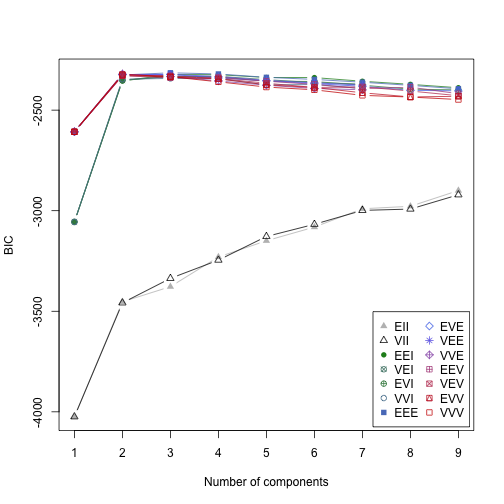 -2500
-3000
-3500
-4000
BIC
1 2 3 4 5 6 7 8 9
Number of components
EII EVE
VII VEE
EEI VVE
VEI EEV
EVI VEV
VVI EVV
EEE VVV